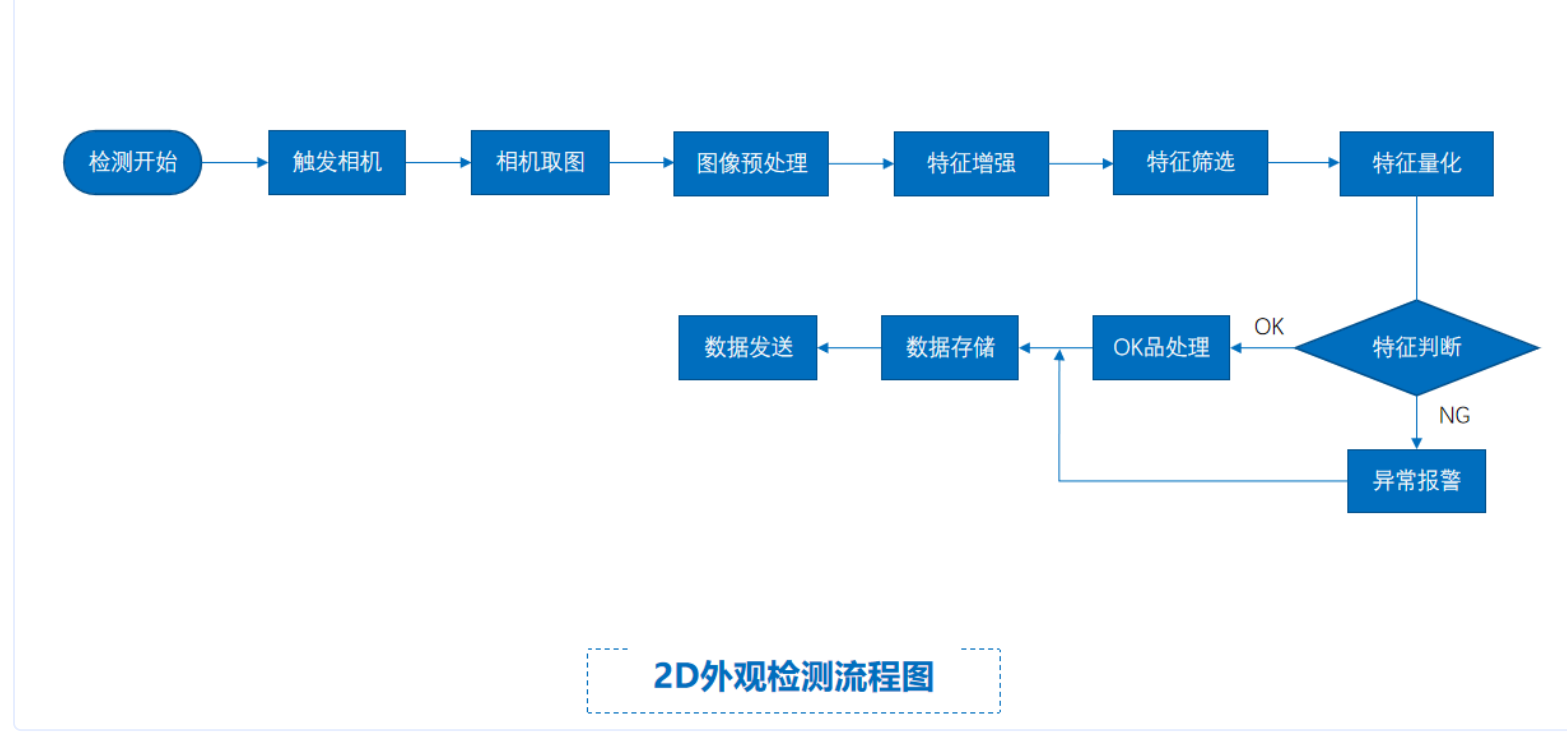 检测开始
触发相机
相机取图
图像预处理
特征增强
特征筛选
特征量化
特征判断
OK
OK品处理
数据存储
数据发送
NG
异常报警
2D外观检测流程图